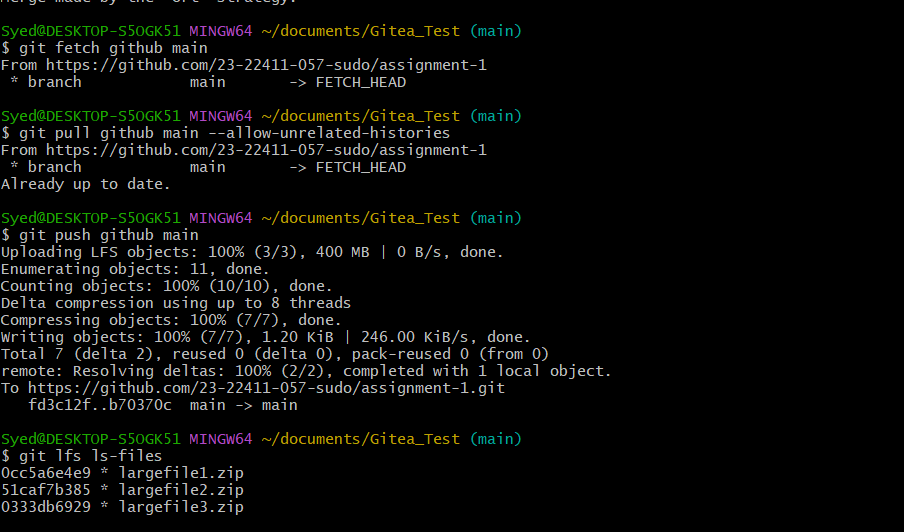 Merge made by the 'ort' strategy.
Syed@DESKTOP-S5OGK51 MINGW64 ~/documents/Gitea_Test (main)
$ git fetch github main
From https://github.com/23-22411-057-sudo/assignment-1
 * branch            main       -> FETCH_HEAD
Syed@DESKTOP-S5OGK51 MINGW64 ~/documents/Gitea_Test (main)
$ git pull github main --allow-unrelated-histories
From https://github.com/23-22411-057-sudo/assignment-1
 * branch            main       -> FETCH_HEAD
Already up to date.
Syed@DESKTOP-S5OGK51 MINGW64 ~/documents/Gitea_Test (main)
$ git push github main
Uploading LFS objects: 100% (3/3), 400 MB | 0 B/s, done.
Enumerating objects: 11, done.
Counting objects: 100% (10/10), done.
Delta compression using up to 8 threads
Compressing objects: 100% (7/7), done.
Writing objects: 100% (7/7), 1.20 KiB | 246.00 KiB/s, done.
Total 7 (delta 2), reused 0 (delta 0), pack-reused 0 (from 0)
remote: Resolving deltas: 100% (2/2), completed with 1 local object.
To https://github.com/23-22411-057-sudo/assignment-1.git
   fd3c12f..b70370c  main -> main
Syed@DESKTOP-S5OGK51 MINGW64 ~/documents/Gitea_Test (main)
$ git lfs ls-files
0cc5a6e4e9 * largefile1.zip
51caf7b385 * largefile2.zip
0333db6929 * largefile3.zip